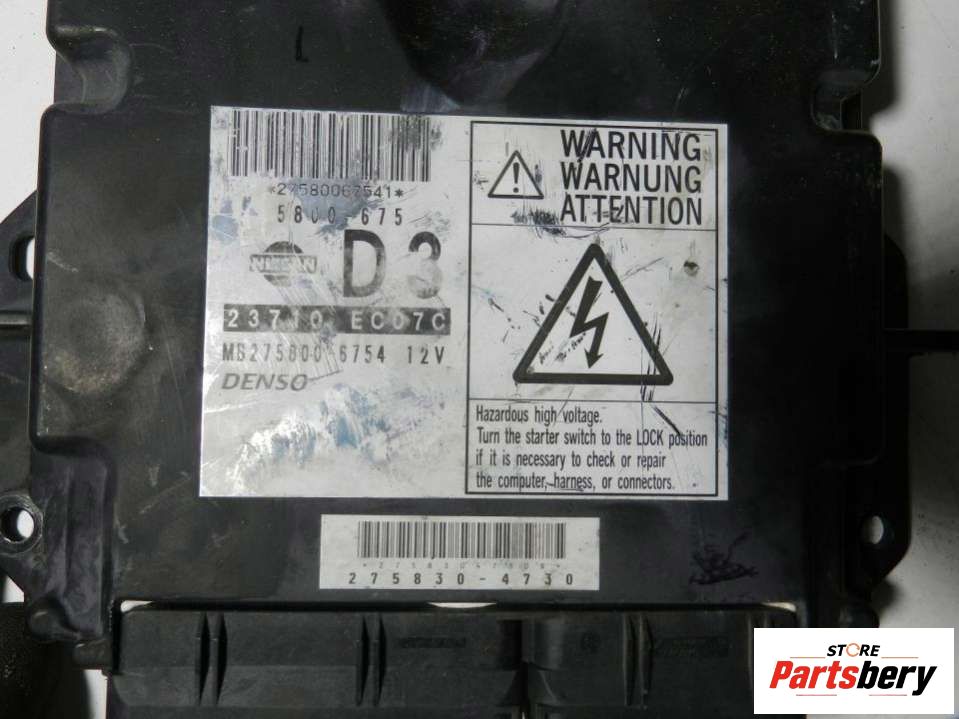 *27580067541*
5800-675
NISSAN
D3
23710 EC07C
MB275800-6754 12V
DENSO
WARNING
WARNUNG
ATTENTION
Hazardous high voltage.
Turn the starter switch to the LOCK position
if it is necessary to check or repair
the computer, harness, or connectors.
275830-4730
STORE
Partsbery